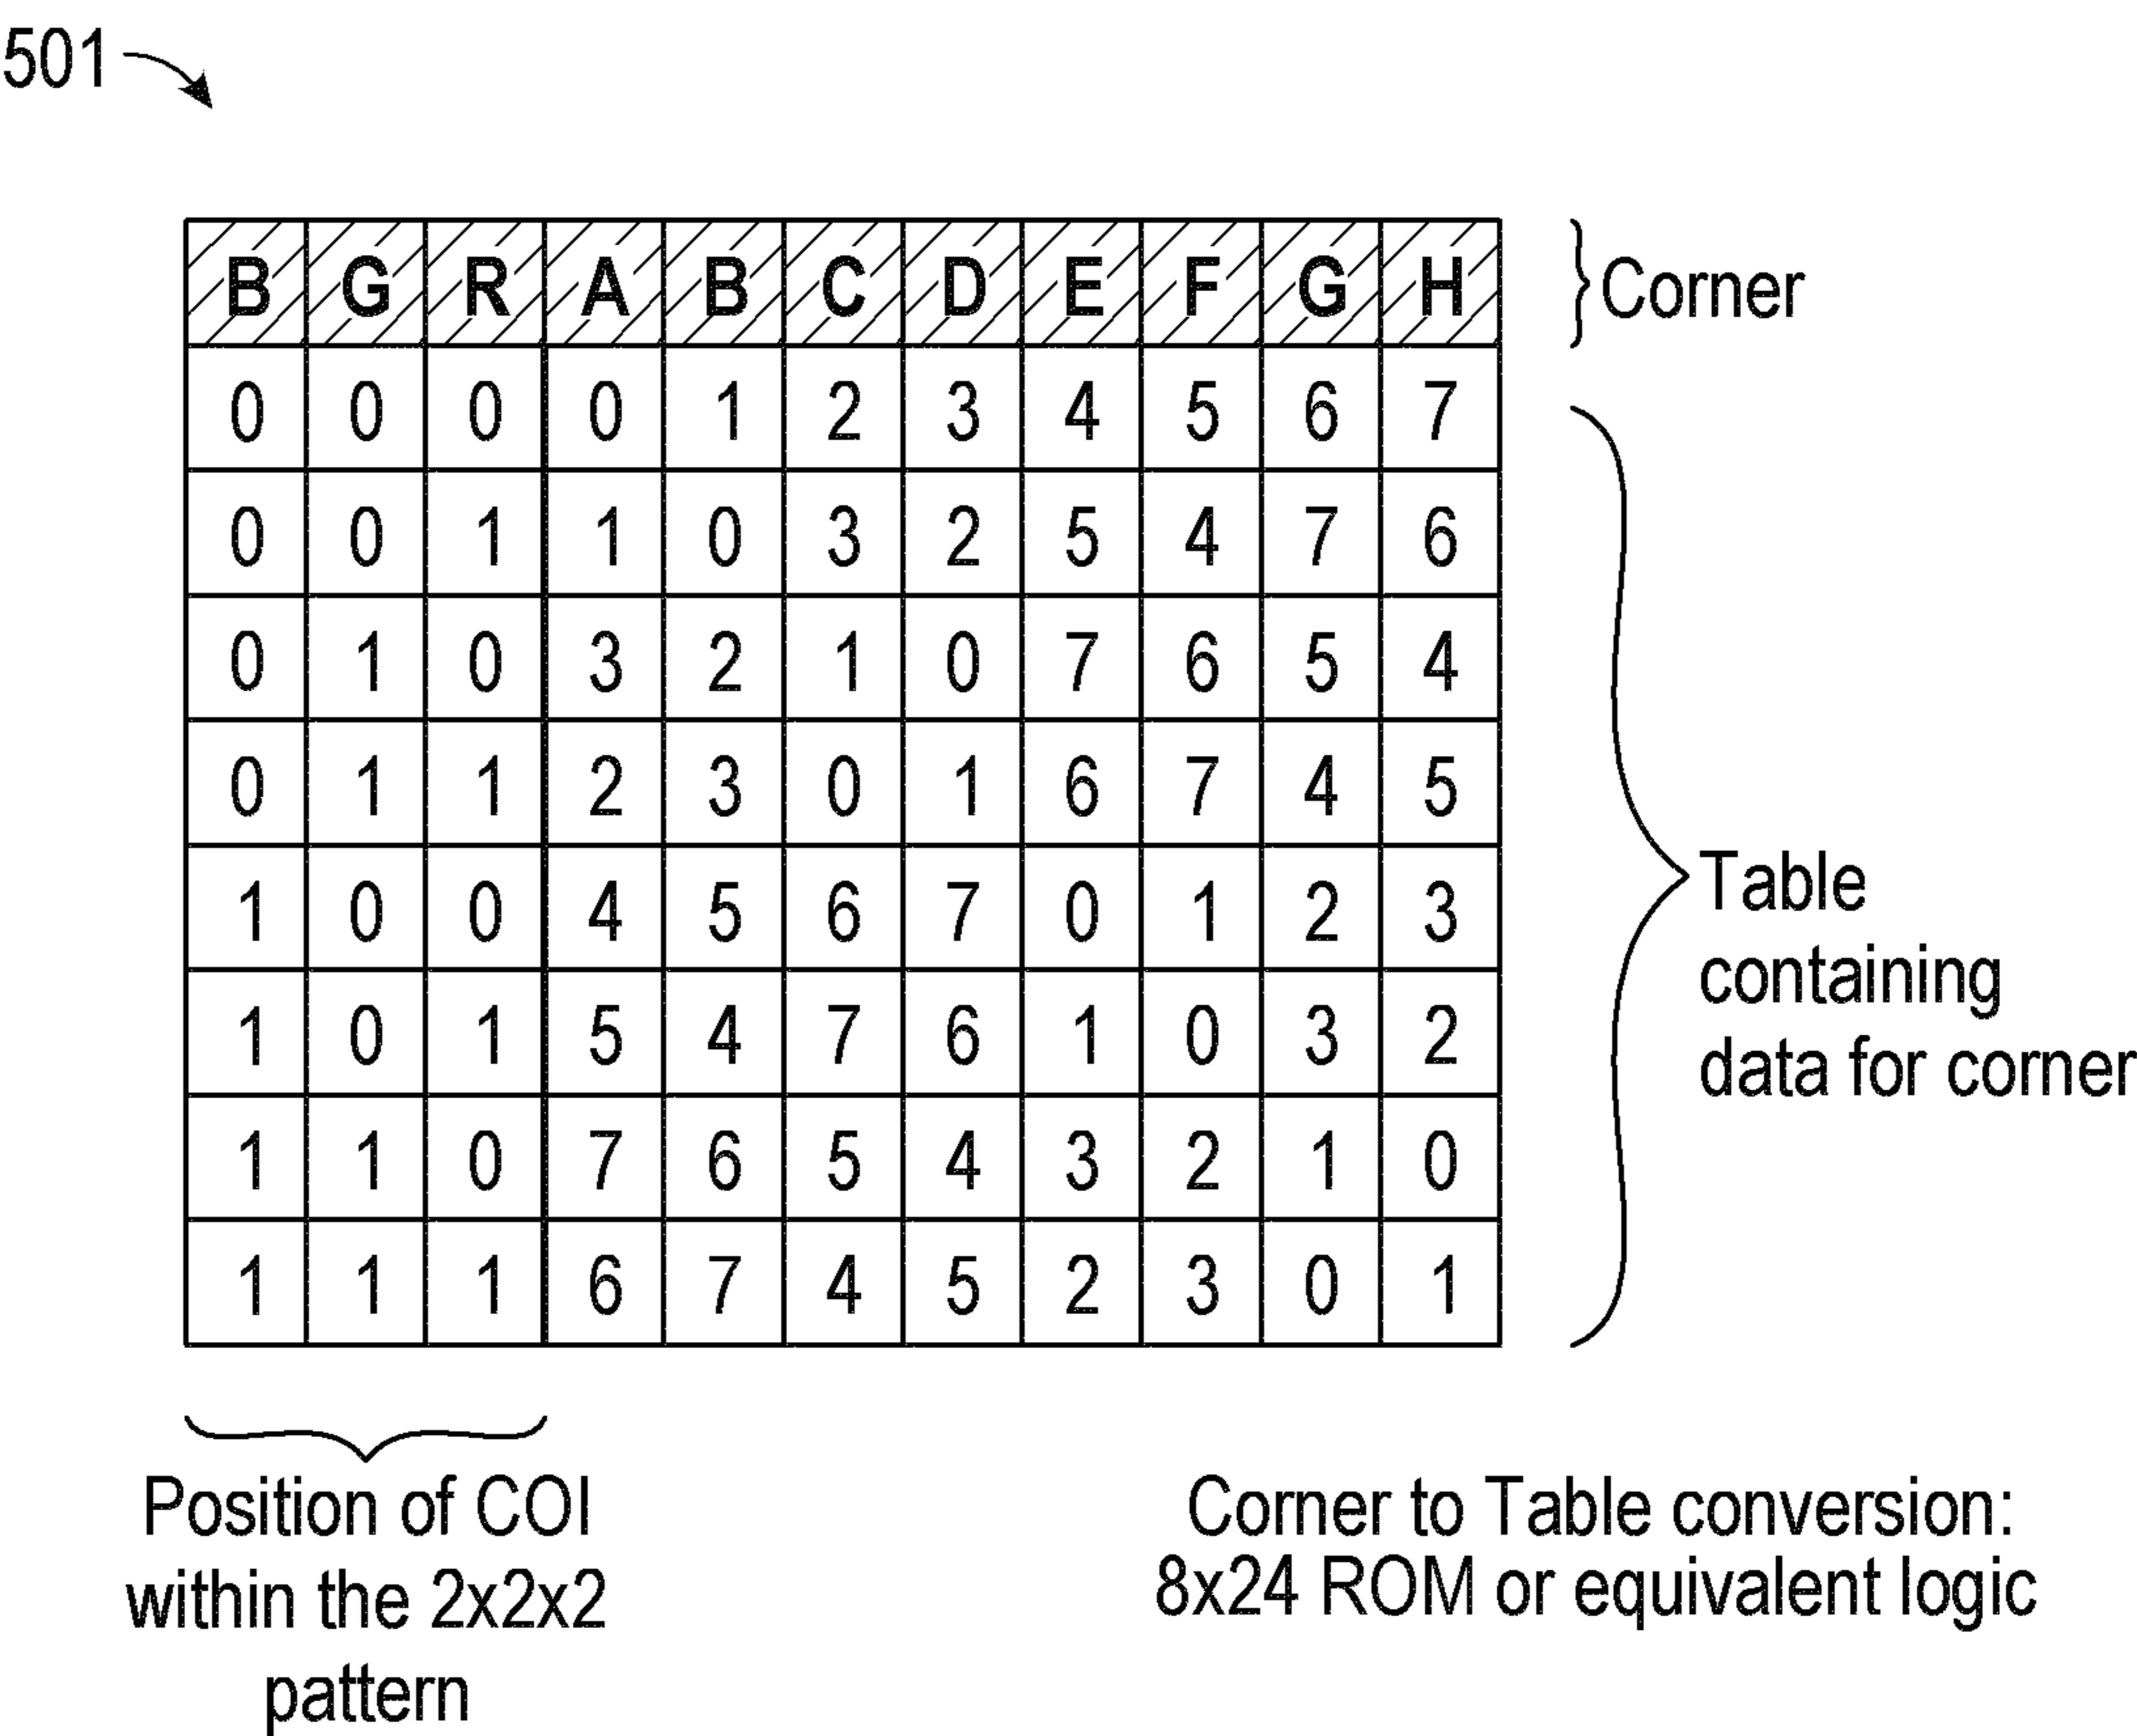 501
B G R A B C D E F G H
Corner
0 0 0 0 1 2 3 4 5 6 7
0 0 1 1 0 3 2 5 4 7 6
0 1 0 3 2 1 0 7 6 5 4
0 1 1 2 3 0 1 6 7 4 5
1 0 0 4 5 6 7 0 1 2 3
1 0 1 5 4 7 6 1 0 3 2
1 1 0 7 6 5 4 3 2 1 0
1 1 1 6 7 4 5 2 3 0 1
Table
containing
data for corner
Position of COI
within the 2x2x2
pattern
Corner to Table conversion:
8x24 ROM or equivalent logic